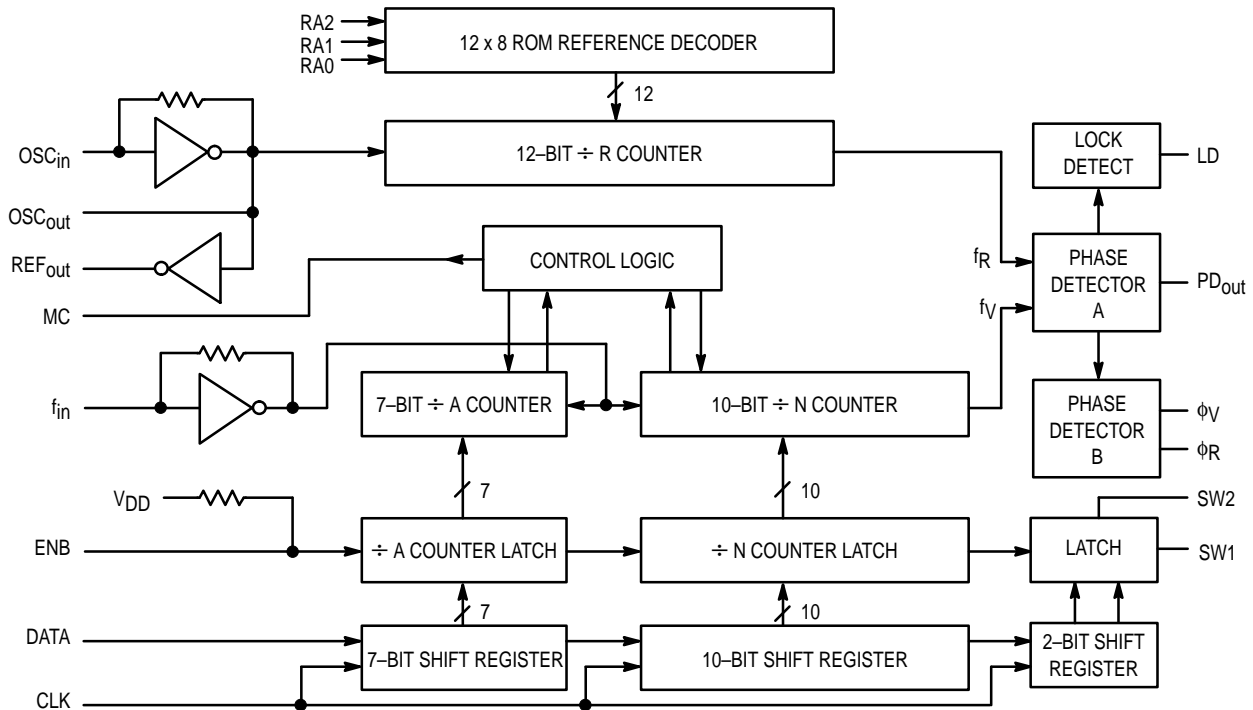 RA2
RA1
RA0
12 x 8 ROM REFERENCE DECODER
12
OSCin
12–BIT ÷ R COUNTER
LOCK
DETECT
LD
OSCout
REFout
CONTROL LOGIC
fR
PHASE
DETECTOR
A
PDout
MC
fV
fin
7–BIT ÷ A COUNTER
10–BIT ÷ N COUNTER
PHASE
DETECTOR
B
ϕV
ϕR
7
10
VDD
SW2
ENB
÷ A COUNTER LATCH
÷ N COUNTER LATCH
LATCH
SW1
7
10
DATA
7–BIT SHIFT REGISTER
10–BIT SHIFT REGISTER
2–BIT SHIFT
REGISTER
CLK